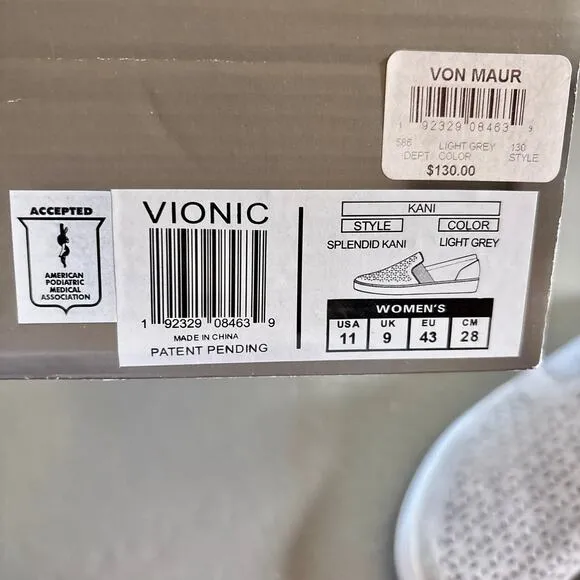 VON MAUR
1 92329 08463 9
586 LIGHT GREY 130
DEPT COLOR STYLE
$130.00
ACCEPTED
AMERICAN
PODIATRIC
MEDICAL
ASSOCIATION
VIONIC
1 92329 08463 9
MADE IN CHINA
PATENT PENDING
KANI
STYLE COLOR
SPLENDID KANI LIGHT GREY
WOMEN'S
USA UK EU CM
11 9 43 28